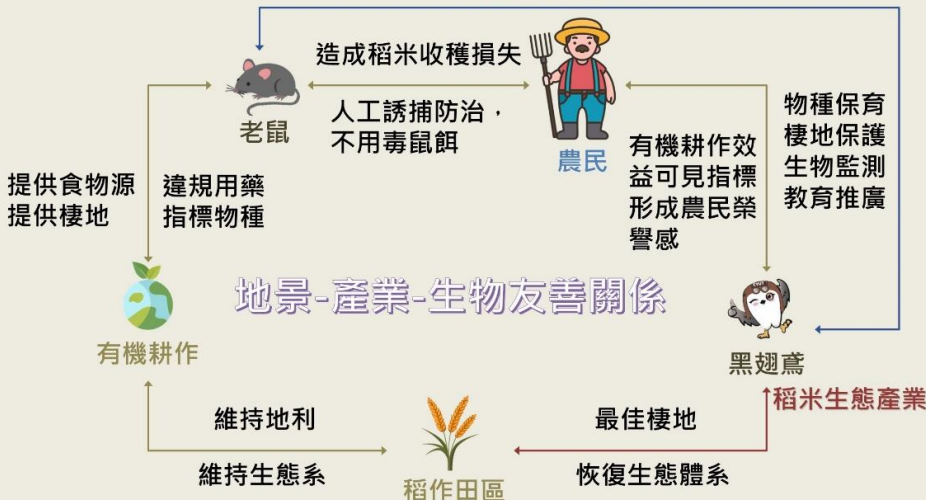 造成稻米收穫損失
人工誘捕防治，
不用毒鼠餌
老鼠
農民
提供食物源
提供棲地
違規用藥
指標物種
有機耕作效
益可見指標
形成農民榮
譽感
物種保育
棲地保護
生物監測
教育推廣
地景-產業-生物友善關係
有機耕作
黑翅鳶
稻米生態產業
維持地利
維持生態系
稻作田區
最佳棲地
恢復生態體系